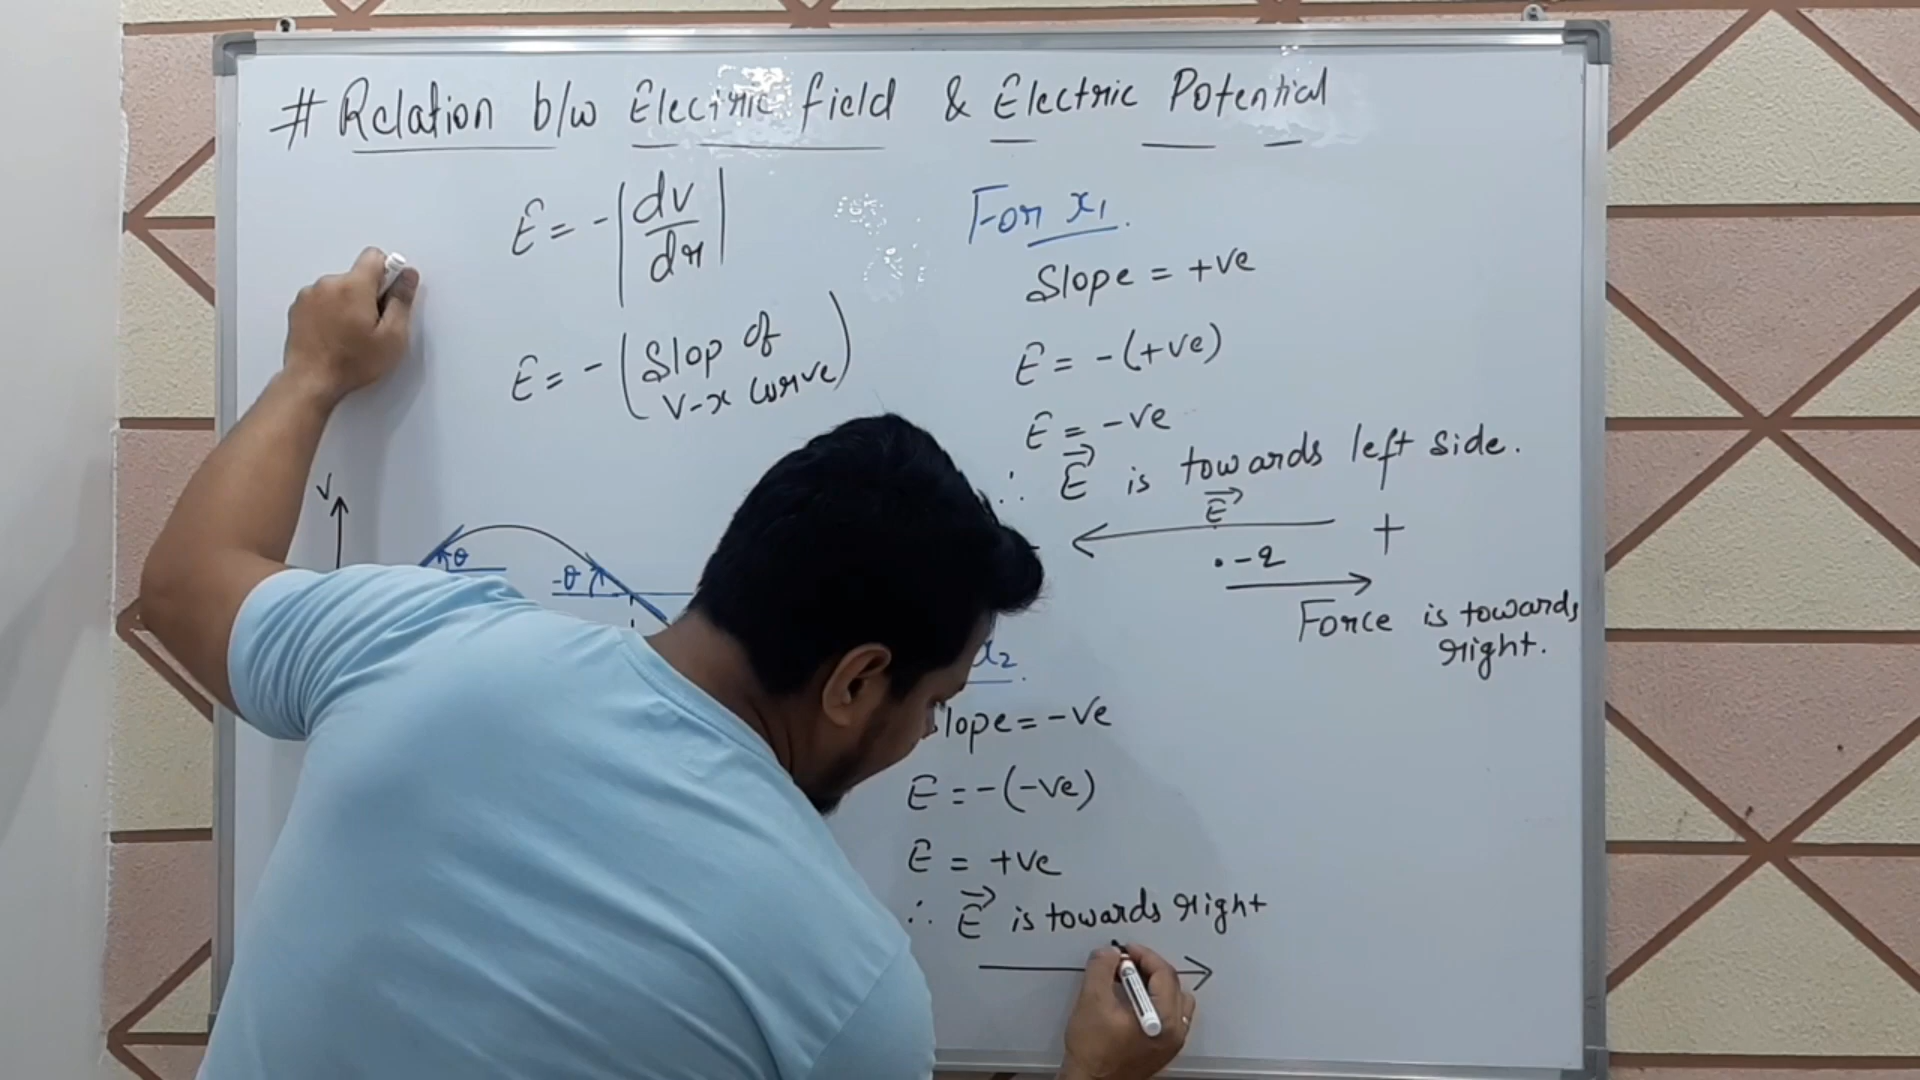 # Relation b/w Electric field & Electric Potential
E = - | dv / dr |
E = - ( Slop of
V-x curve )
V
θ
-θ
For x₁.
Slope = +ve
E = -(+ve)
E = -ve
∴ E⃗ is towards left side.
E⃗
+
. -q
Force is towards
right.
x₂.
Slope = -ve
E = -(-ve)
E = +ve
∴ E⃗ is towards right